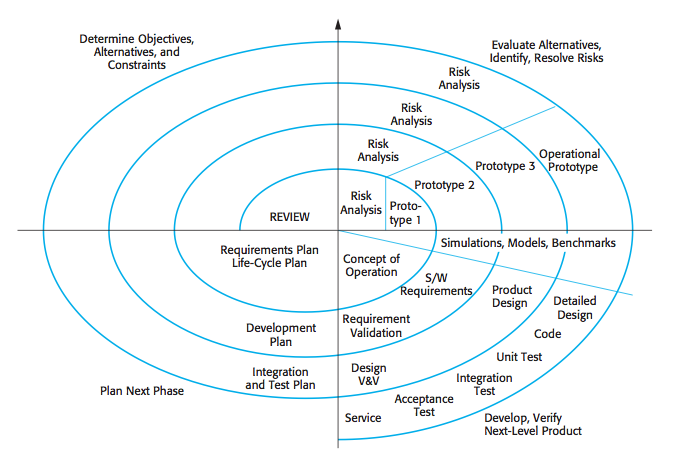 Determine Objectives,
Alternatives, and
Constraints
Evaluate Alternatives,
Identify, Resolve Risks
Risk
Analysis
Risk
Analysis
Risk
Analysis
Risk
Analysis
Proto-
type 1
Prototype 2
Prototype 3
Operational
Prototype
REVIEW
Requirements Plan
Life-Cycle Plan
Concept of
Operation
Simulations, Models, Benchmarks
S/W
Requirements
Product
Design
Detailed
Design
Development
Plan
Requirement
Validation
Code
Unit Test
Integration
and Test Plan
Design
V&V
Integration
Test
Acceptance
Test
Service
Plan Next Phase
Develop, Verify
Next-Level Product